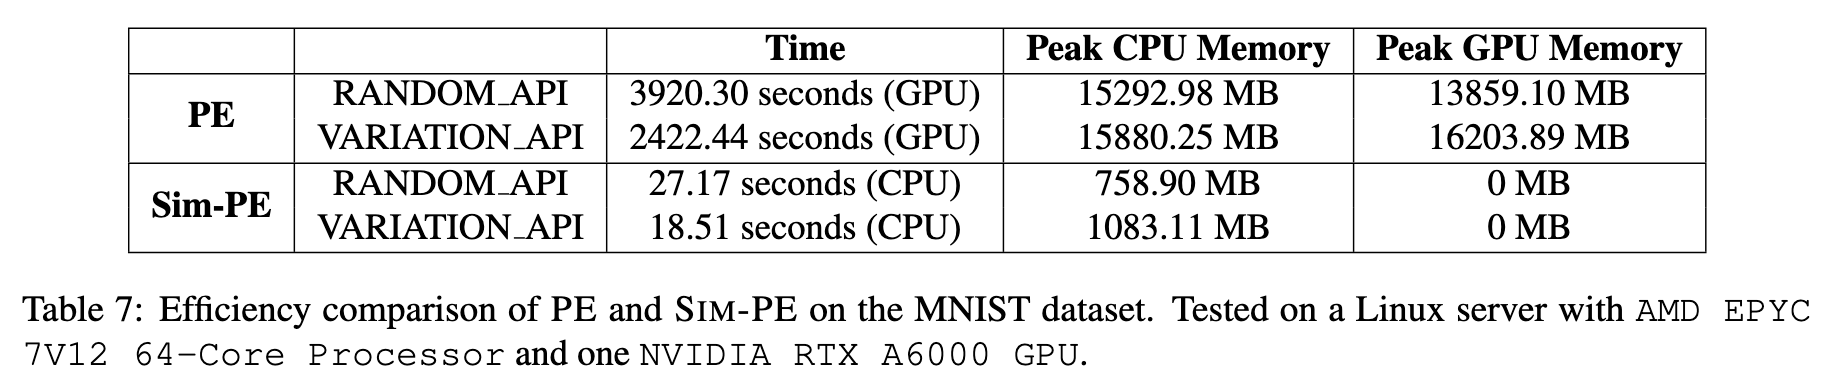 Time Peak CPU Memory Peak GPU Memory
PE RANDOM_API 3920.30 seconds (GPU) 15292.98 MB 13859.10 MB
VARIATION_API 2422.44 seconds (GPU) 15880.25 MB 16203.89 MB
Sim-PE RANDOM_API 27.17 seconds (CPU) 758.90 MB 0 MB
VARIATION_API 18.51 seconds (CPU) 1083.11 MB 0 MB
Table 7: Efficiency comparison of PE and SIM-PE on the MNIST dataset. Tested on a Linux server with AMD EPYC
7V12 64-Core Processor and one NVIDIA RTX A6000 GPU.